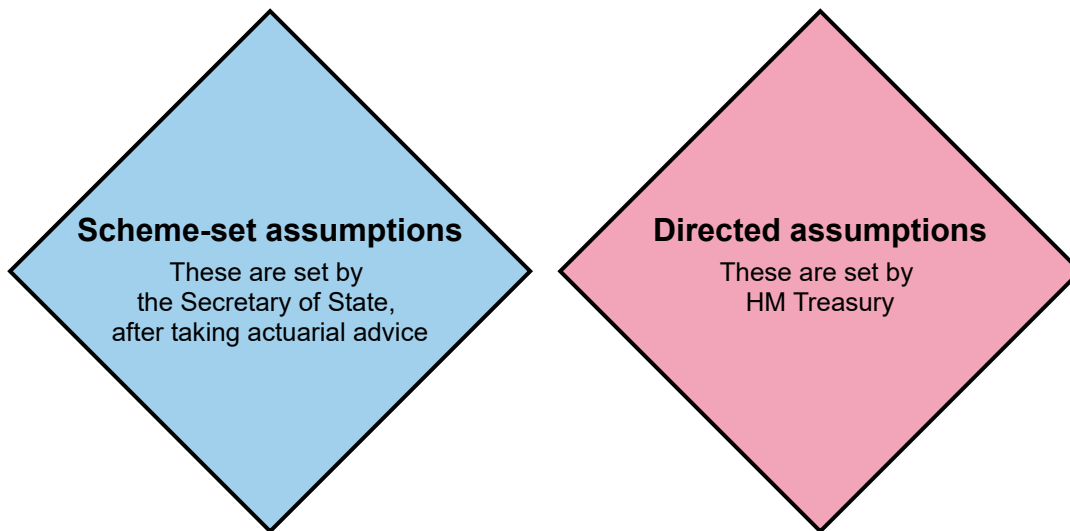 Scheme-set assumptions
These are set by
the Secretary of State,
after taking actuarial advice
Directed assumptions
These are set by
HM Treasury